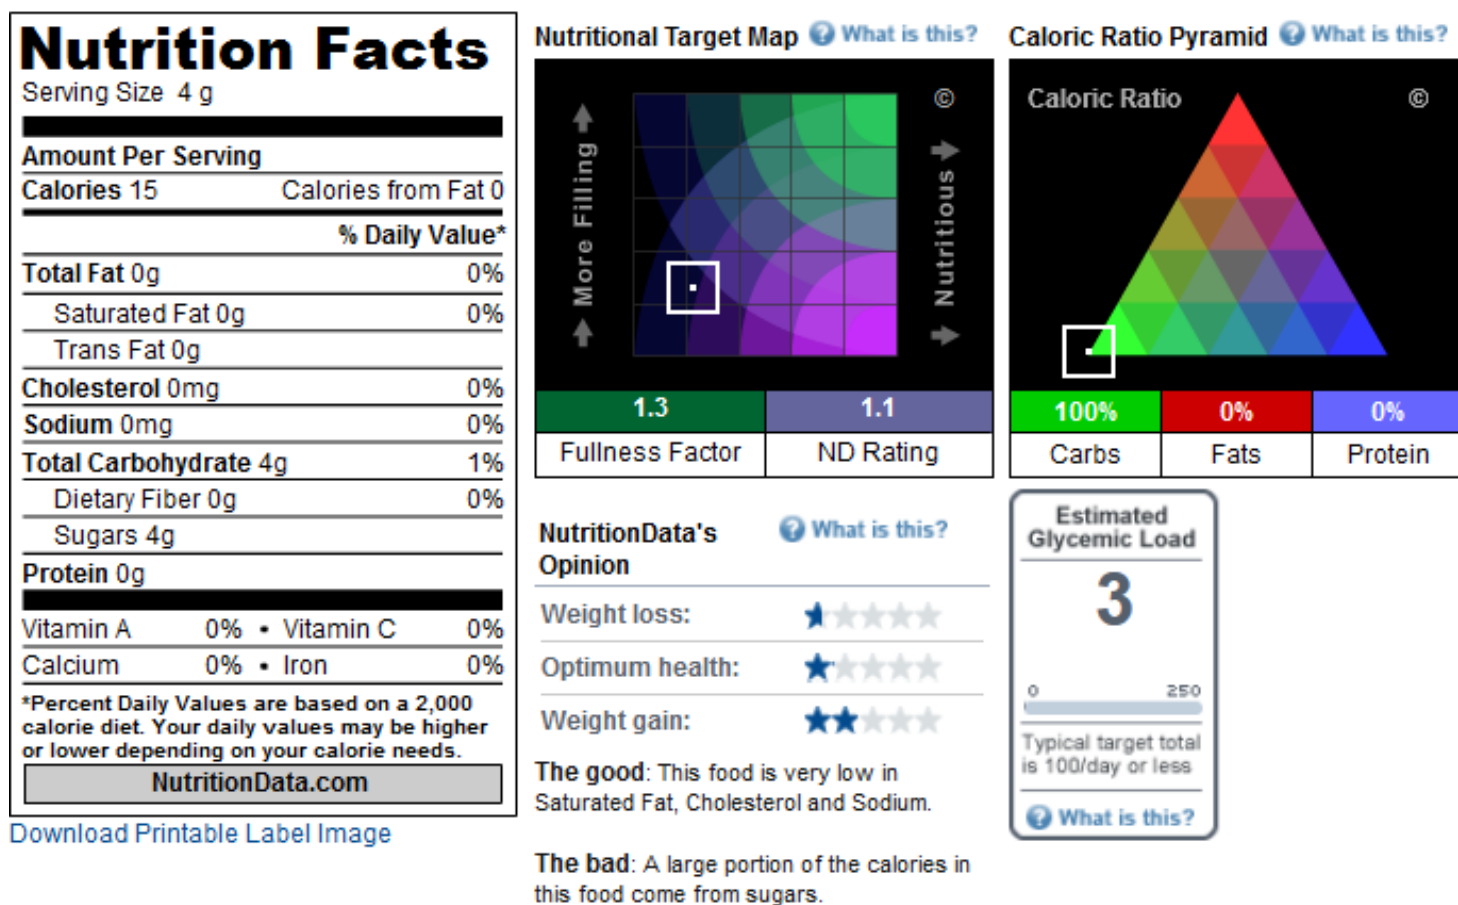 Nutrition Facts
Serving Size 4 g
Amount Per Serving
Calories 15 Calories from Fat 0
% Daily Value*
Total Fat 0g 0%
Saturated Fat 0g 0%
Trans Fat 0g
Cholesterol 0mg 0%
Sodium 0mg 0%
Total Carbohydrate 4g 1%
Dietary Fiber 0g 0%
Sugars 4g
Protein 0g
Vitamin A 0% • Vitamin C 0%
Calcium 0% • Iron 0%
*Percent Daily Values are based on a 2,000
calorie diet. Your daily values may be higher
or lower depending on your calorie needs.
NutritionData.com
Download Printable Label Image
Nutritional Target Map ? What is this?
©
More Filling
Nutritious
1.3 1.1
Fullness Factor ND Rating
Caloric Ratio Pyramid ? What is this?
Caloric Ratio ©
100% 0% 0%
Carbs Fats Protein
NutritionData's ? What is this?
Opinion
Weight loss:
Optimum health:
Weight gain:
The good: This food is very low in
Saturated Fat, Cholesterol and Sodium.
The bad: A large portion of the calories in
this food come from sugars.
Estimated
Glycemic Load
3
0 250
Typical target total
is 100/day or less
? What is this?